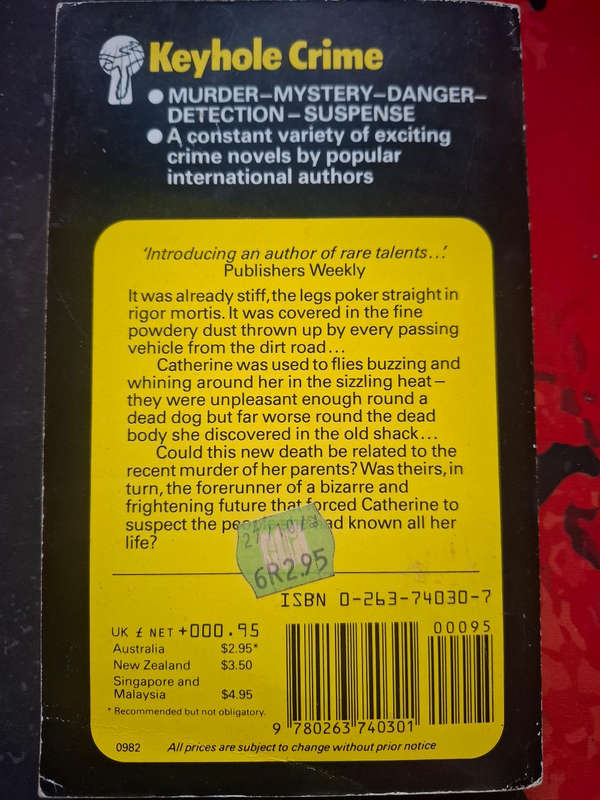 Keyhole Crime
● MURDER–MYSTERY–DANGER–
DETECTION – SUSPENSE
● A constant variety of exciting
crime novels by popular
international authors
'Introducing an author of rare talents...'
Publishers Weekly
It was already stiff, the legs poker straight in
rigor mortis. It was covered in the fine
powdery dust thrown up by every passing
vehicle from the dirt road...
Catherine was used to flies buzzing and
whining around her in the sizzling heat –
they were unpleasant enough round a
dead dog but far worse round the dead
body she discovered in the old shack...
Could this new death be related to the
recent murder of her parents? Was theirs, in
turn, the forerunner of a bizarre and
frightening future that forced Catherine to
suspect the known all her
life?
6R2.95
ISBN 0-263-74030-7
UK £ NET +000.95
Australia $2.95*
New Zealand $3.50
Singapore and
Malaysia $4.95
* Recommended but not obligatory.
00095
9 780263 740301
0982 All prices are subject to change without prior notice